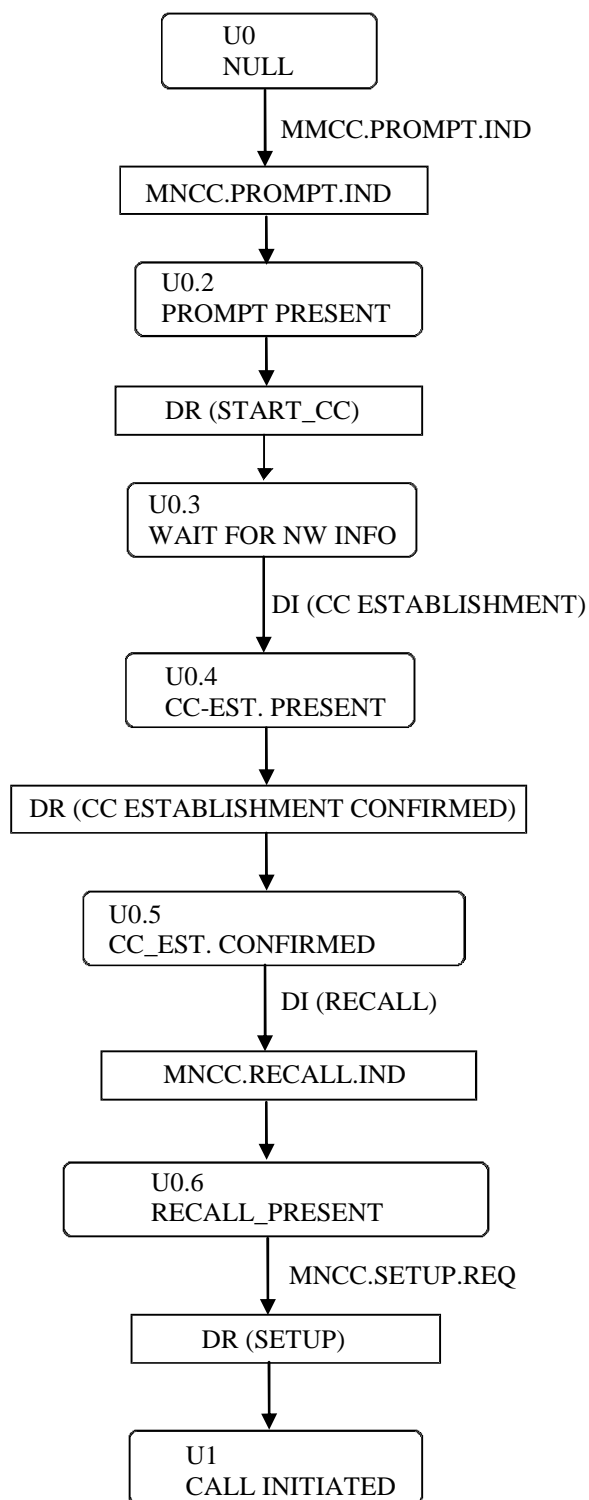 U0
NULL
MMCC.PROMPT.IND
MNCC.PROMPT.IND
U0.2
PROMPT PRESENT
DR (START_CC)
U0.3
WAIT FOR NW INFO
DI (CC ESTABLISHMENT)
U0.4
CC-EST. PRESENT
DR (CC ESTABLISHMENT CONFIRMED)
U0.5
CC_EST. CONFIRMED
DI (RECALL)
MNCC.RECALL.IND
U0.6
RECALL_PRESENT
MNCC.SETUP.REQ
DR (SETUP)
U1
CALL INITIATED